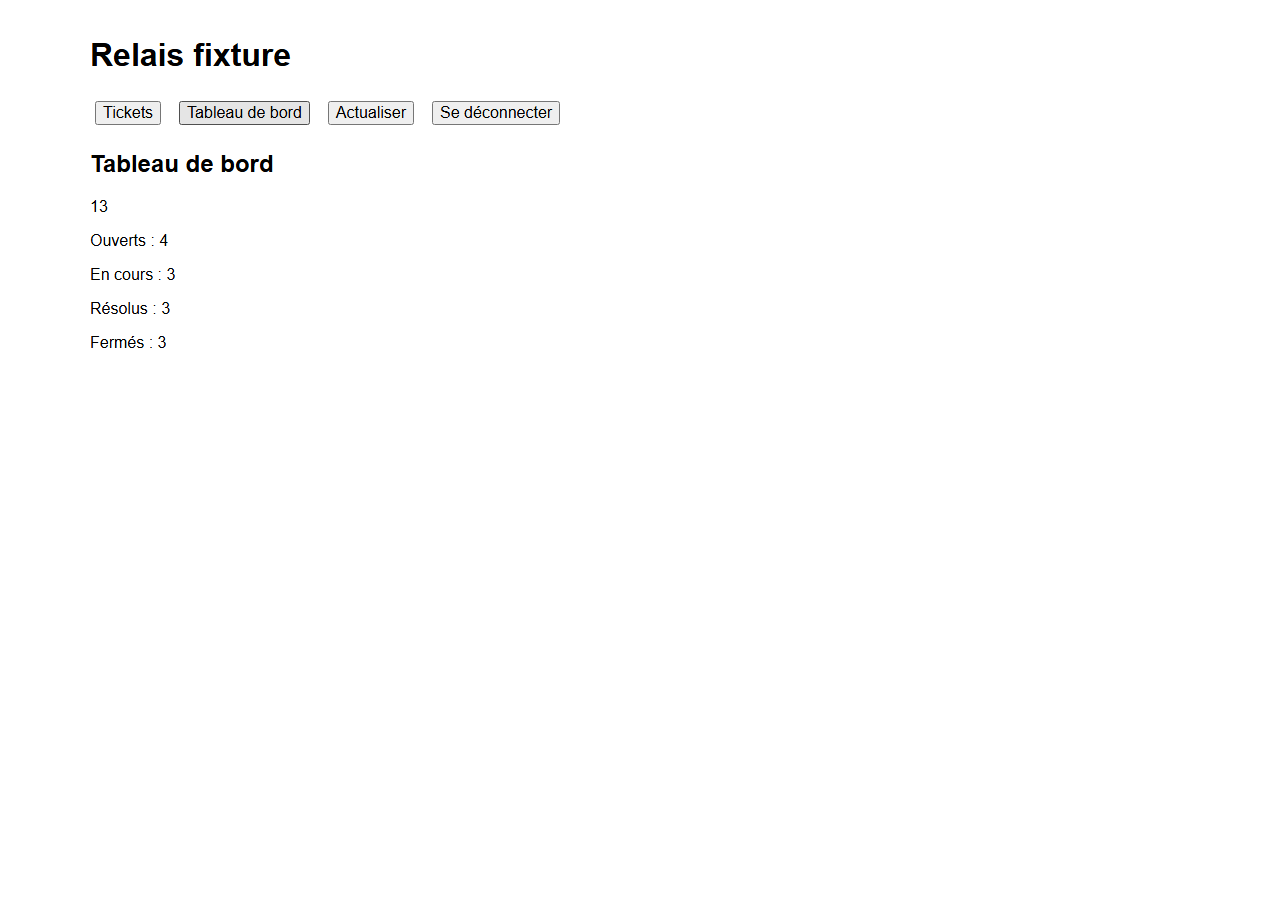 Relais fixture
Tickets Tableau de bord Actualiser Se déconnecter
Tableau de bord
13
Ouverts : 4
En cours : 3
Résolus : 3
Fermés : 3